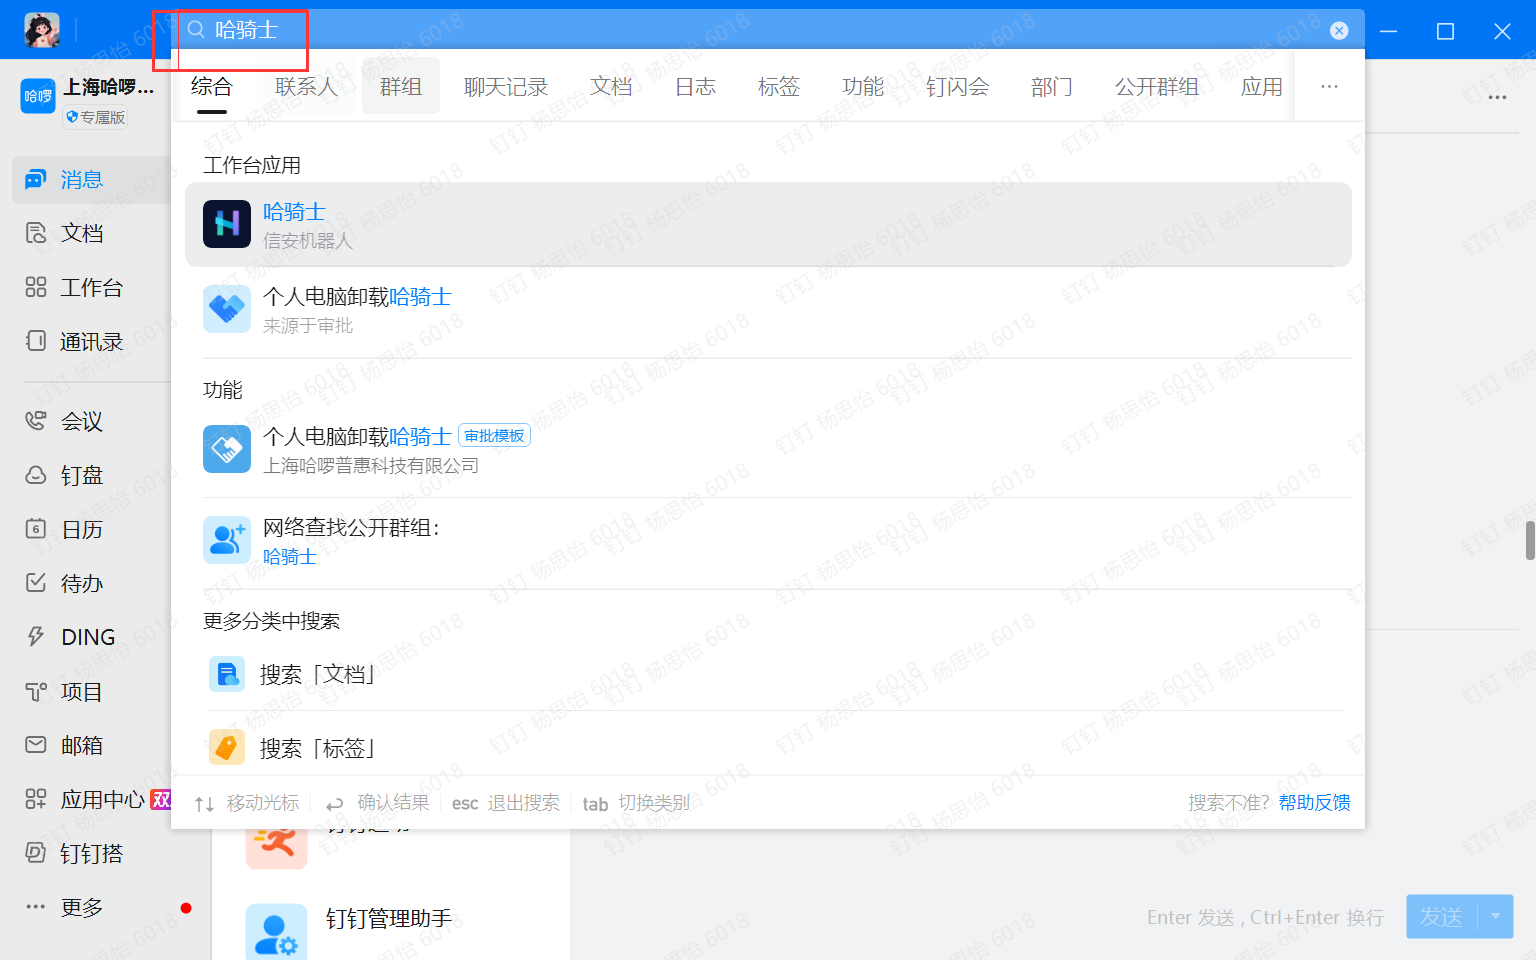 哈骑士
哈啰
上海哈啰...
专属版
消息
文档
工作台
通讯录
会议
钉盘
6
日历
待办
DING
项目
邮箱
应用中心
双
钉钉搭
更多
综合 联系人 群组 聊天记录 文档 日志 标签 功能 钉闪会 部门 公开群组 应用 ...
工作台应用
哈骑士
信安机器人
个人电脑卸载哈骑士
来源于审批
功能
个人电脑卸载哈骑士 审批模板
上海哈啰普惠科技有限公司
网络查找公开群组：
哈骑士
更多分类中搜索
搜索「文档」
搜索「标签」
移动光标 确认结果 esc 退出搜索 tab 切换类别
搜索不准？帮助反馈
钉钉管理助手
Enter 发送 , Ctrl+Enter 换行
发送
钉钉 杨思怡 6018